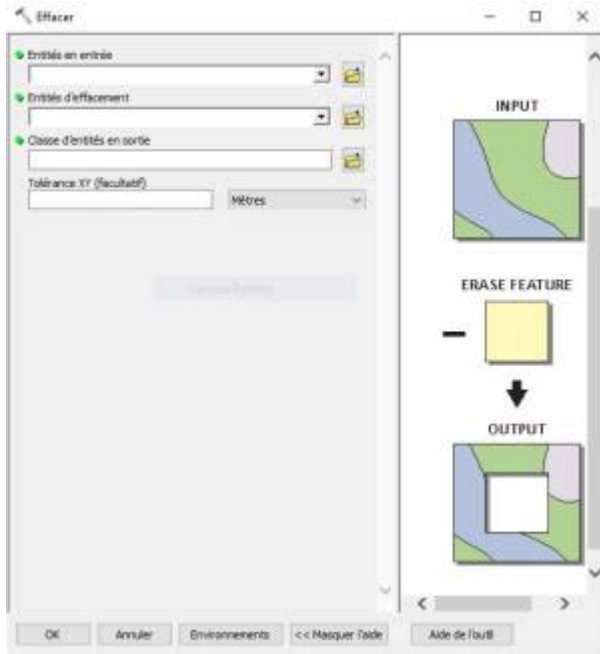 Effacer
Entités en entrée
Entités d'effacement
Classe d'entités en sortie
Tolérance XY (facultatif)
Mètres
INPUT
ERASE FEATURE
OUTPUT
OK
Annuler
Environnements
<< Masquer l'aide
Aide de l'outil